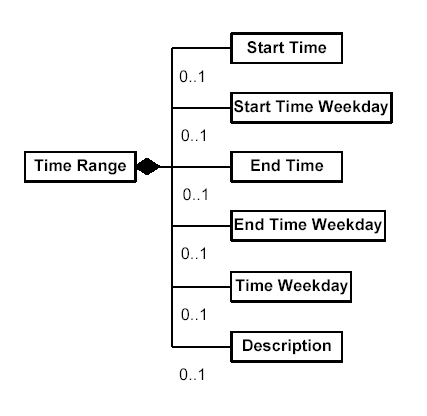 Start Time
0..1
Start Time Weekday
0..1
Time Range
End Time
0..1
End Time Weekday
0..1
Time Weekday
0..1
Description
0..1